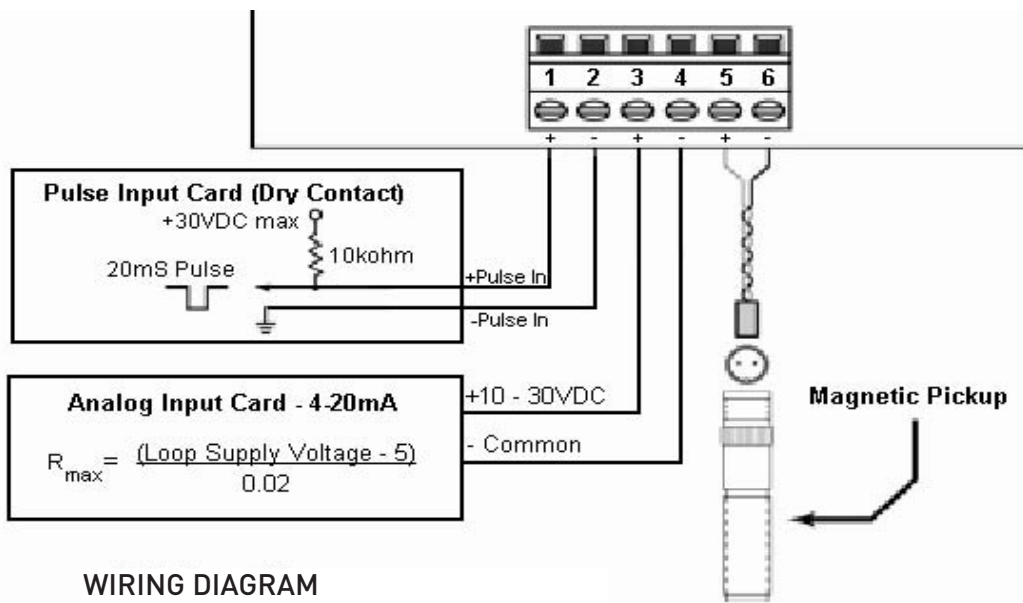 1 2 3 4 5 6
+ - + - + -
Pulse Input Card (Dry Contact)
+30VDC max
10kohm
20mS Pulse
+Pulse In
-Pulse In
Analog Input Card - 4-20mA
+10 - 30VDC
R max = (Loop Supply Voltage - 5)
0.02
- Common
Magnetic Pickup
WIRING DIAGRAM